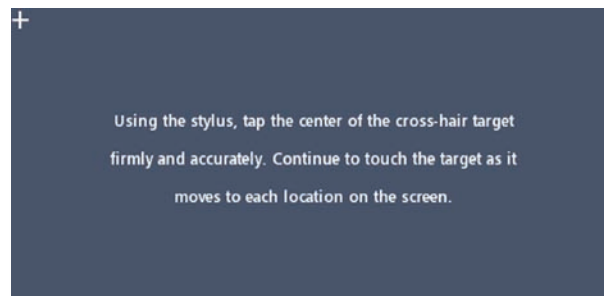 Using the stylus, tap the center of the cross-hair target
firmly and accurately. Continue to touch the target as it
moves to each location on the screen.